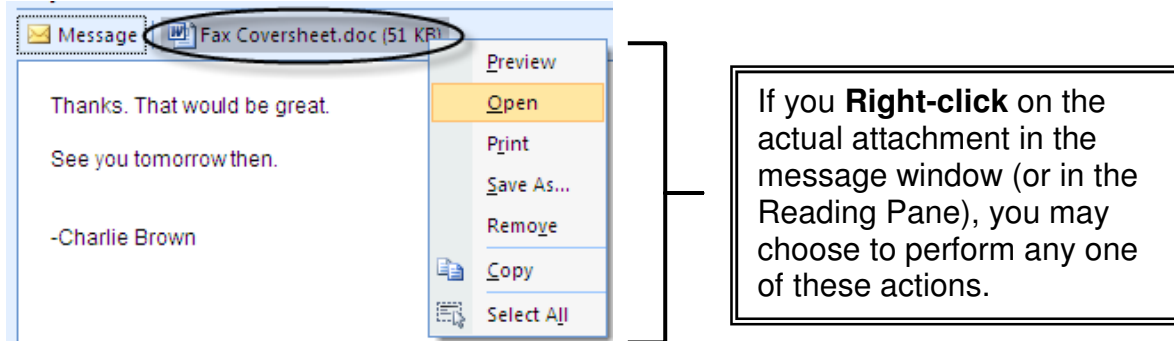 Message Fax Coversheet.doc (51 KB)
Thanks. That would be great.
See you tomorrow then.
-Charlie Brown
Preview
Open
Print
Save As...
Remove
Copy
Select All
If you Right-click on the
actual attachment in the
message window (or in the
Reading Pane), you may
choose to perform any one
of these actions.